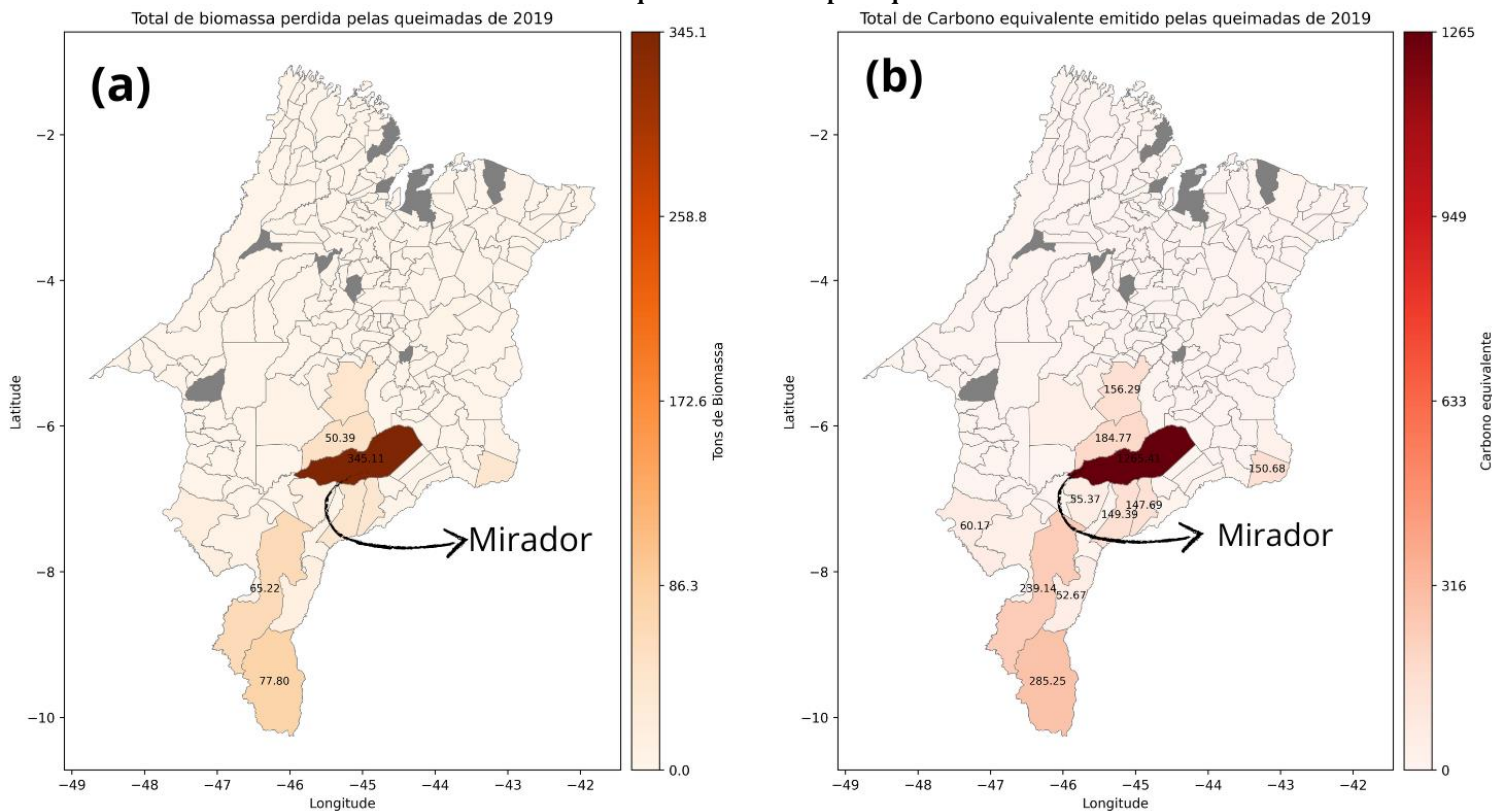 Total de biomassa perdida pelas queimadas de 2019
(a)
−2
−4
−6
−8
−10
Latitude
50.39
345.11
65.22
77.80
Mirador
−49 −48 −47 −46 −45 −44 −43 −42
Longitude
345.1
258.8
172.6
86.3
0.0
Tons de Biomassa
Total de Carbono equivalente emitido pelas queimadas de 2019
(b)
−2
−4
−6
−8
−10
Latitude
156.29
184.77
1265.41
150.68
55.37
147.69
149.39
60.17
239.14
52.67
285.25
Mirador
−49 −48 −47 −46 −45 −44 −43 −42
Longitude
1265
949
633
316
0
Carbono equivalente